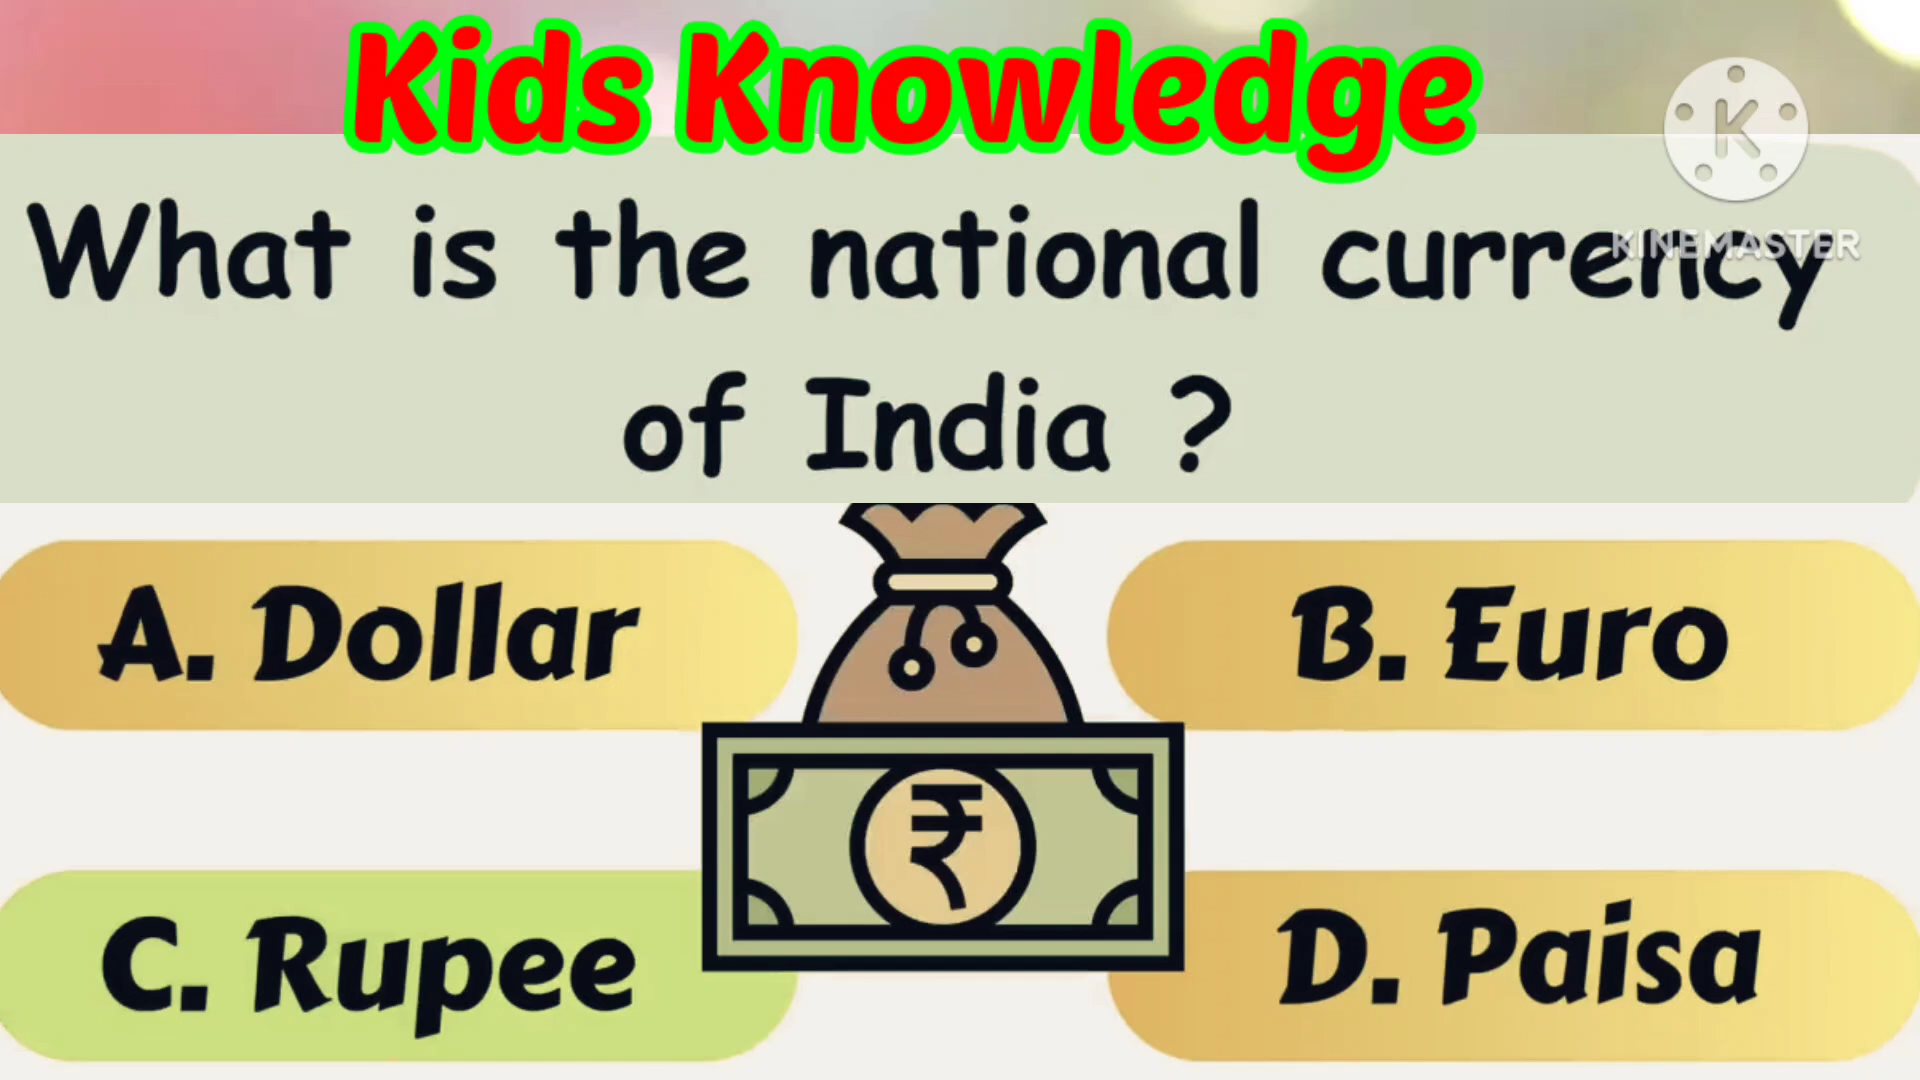 Kids Knowledge
K
KINEMASTER
What is the national currency
of India ?
A. Dollar
B. Euro
₹
C. Rupee
D. Paisa